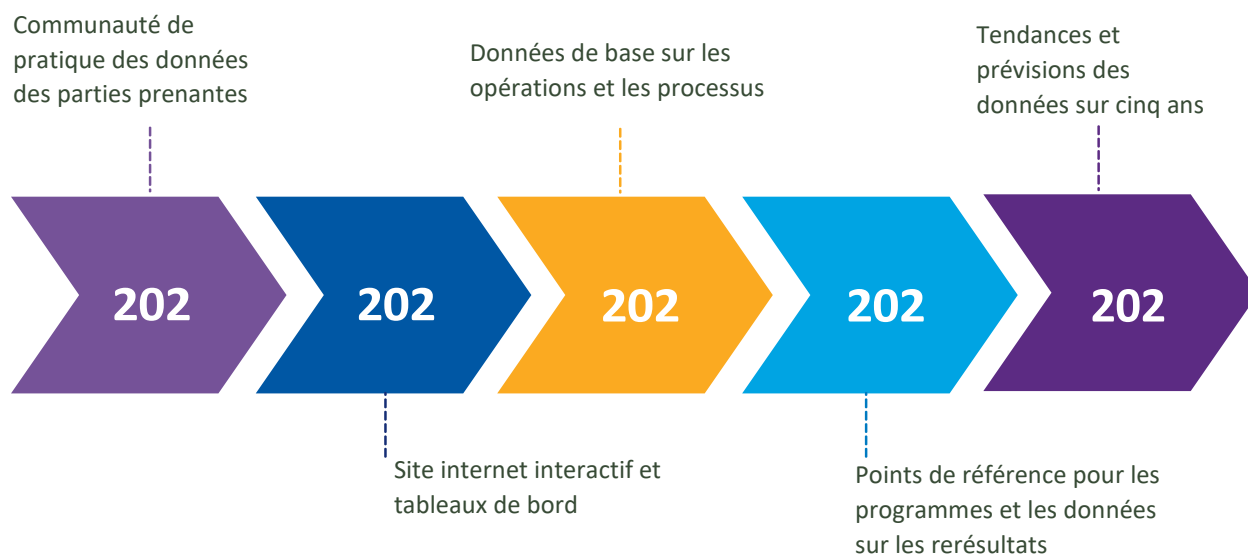 Communauté de
pratique des données
des parties prenantes
202
Site internet interactif et
tableaux de bord
202
Données de base sur les
opérations et les processus
202
Points de référence pour les
programmes et les données
sur les rerésultats
202
Tendances et
prévisions des
données sur cinq ans
202